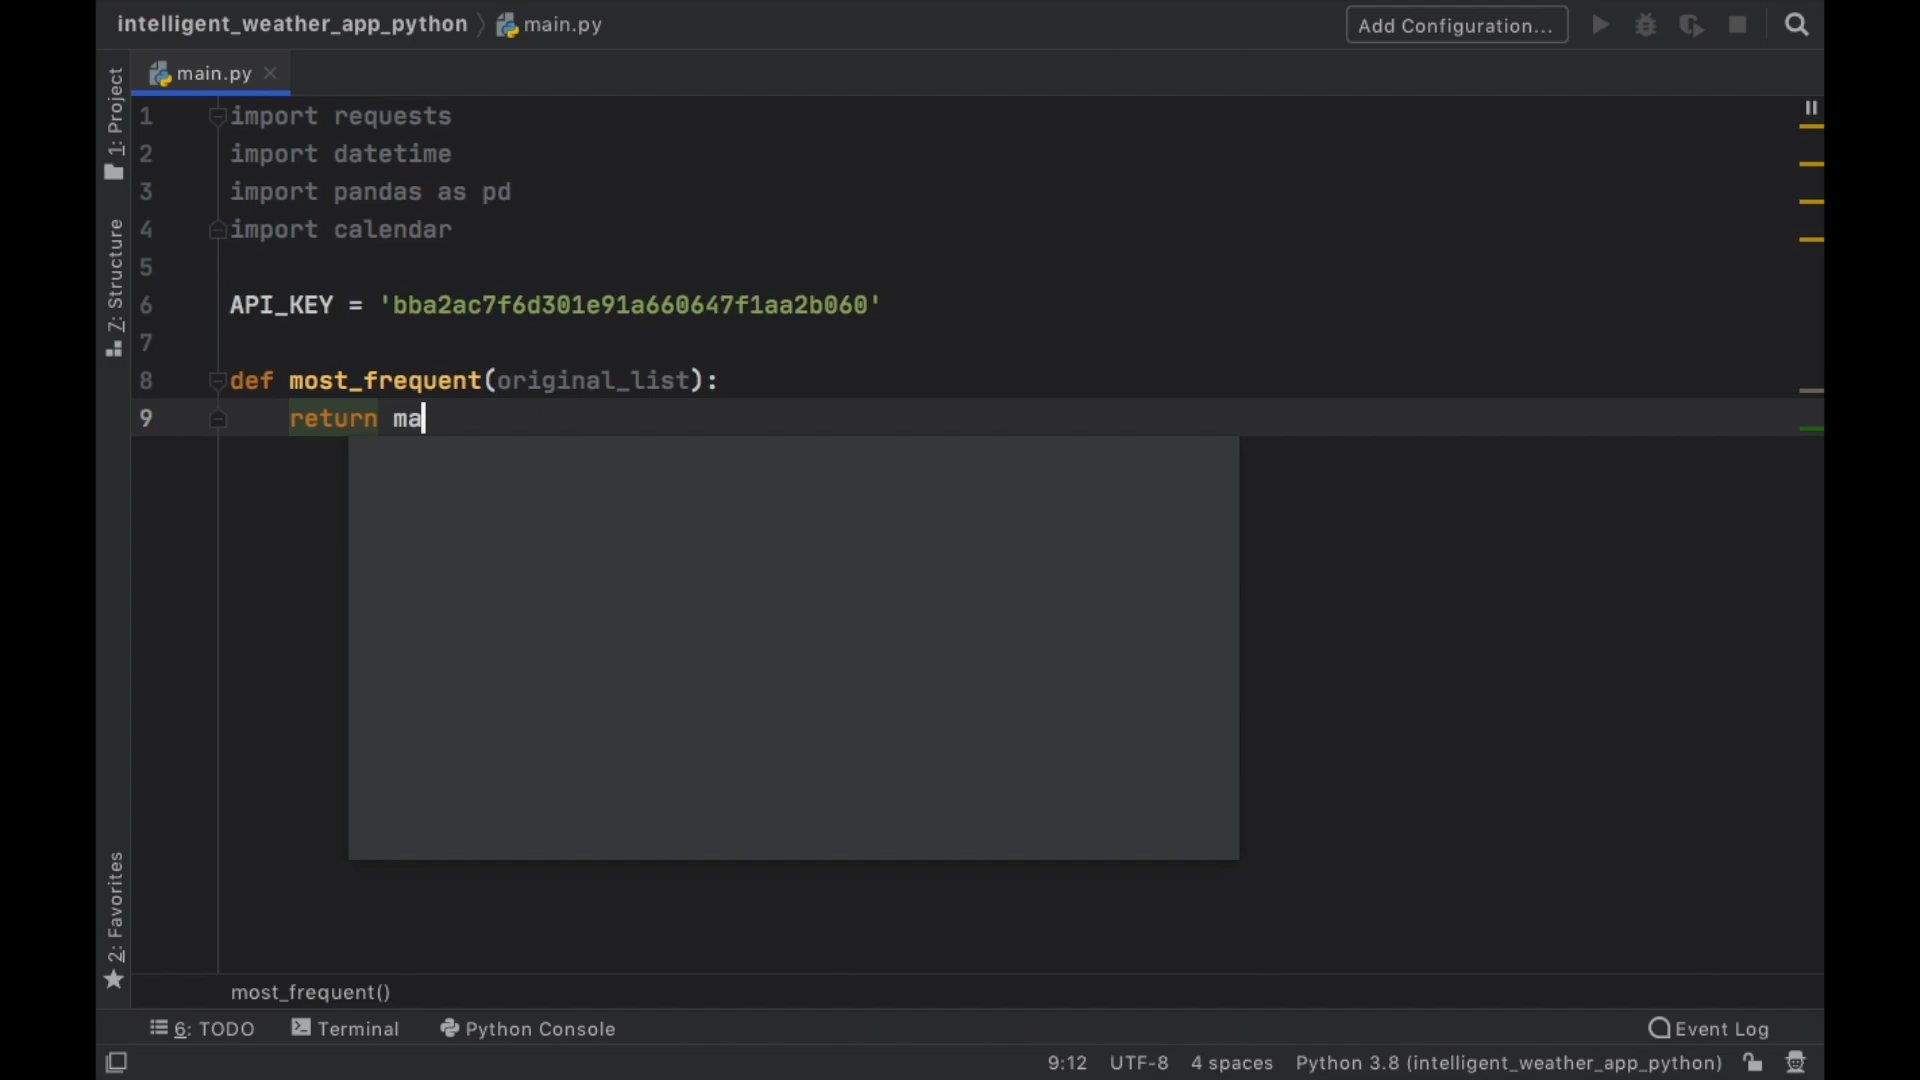 intelligent_weather_app_python 〉 main.py
Add Configuration...
main.py
1: Project
Z: Structure
2: Favorites
1 import requests
2 import datetime
3 import pandas as pd
4 import calendar
5
6 API_KEY = 'bba2ac7f6d301e91a660647f1aa2b060'
7
8 def most_frequent(original_list):
9     return ma
most_frequent()
6: TODO
Terminal
Python Console
Event Log
9:12 UTF-8 4 spaces Python 3.8 (intelligent_weather_app_python)